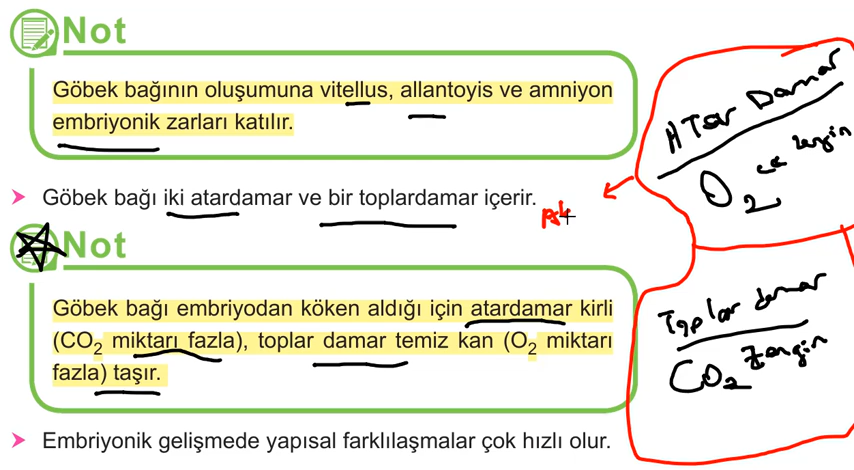 Not
Göbek bağının oluşumuna vitellus, allantoyis ve amniyon
embriyonik zarları katılır.
Göbek bağı iki atardamar ve bir toplardamar içerir.
Not
Göbek bağı embriyodan köken aldığı için atardamar kirli
(CO₂ miktarı fazla), toplar damar temiz kan (O₂ miktarı
fazla) taşır.
Embriyonik gelişmede yapısal farklılaşmalar çok hızlı olur.
ATar Damar
O₂ ce zengin
Toplar damar
CO₂ zengin